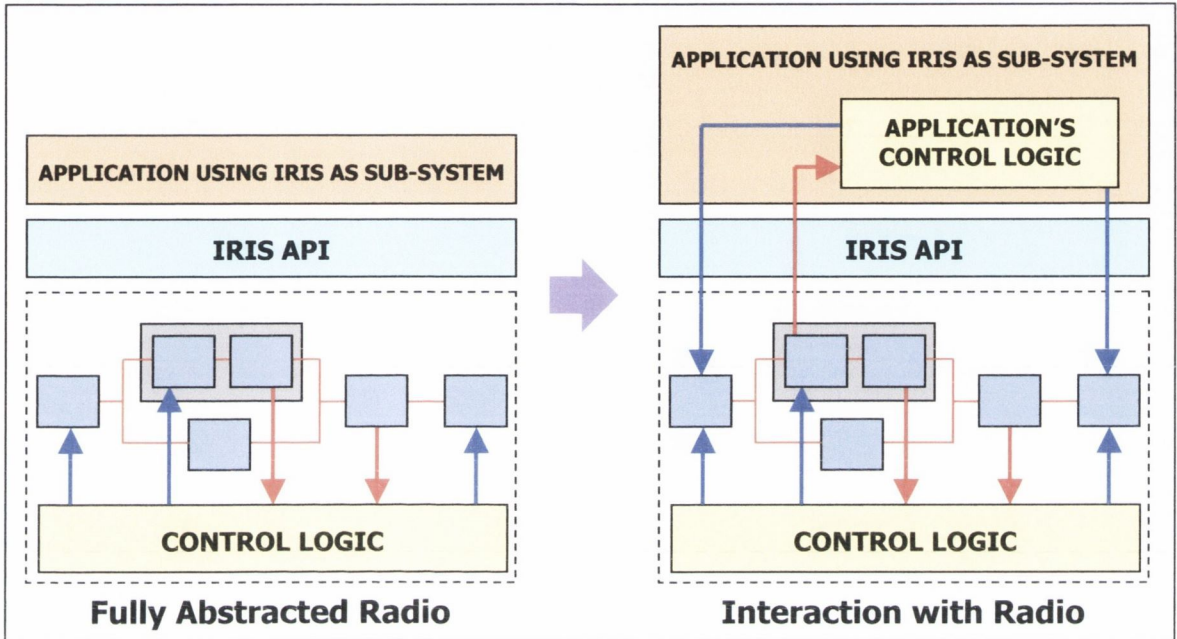 APPLICATION USING IRIS AS SUB-SYSTEM
IRIS API
CONTROL LOGIC
Fully Abstracted Radio
APPLICATION USING IRIS AS SUB-SYSTEM
APPLICATION'S
CONTROL LOGIC
IRIS API
CONTROL LOGIC
Interaction with Radio